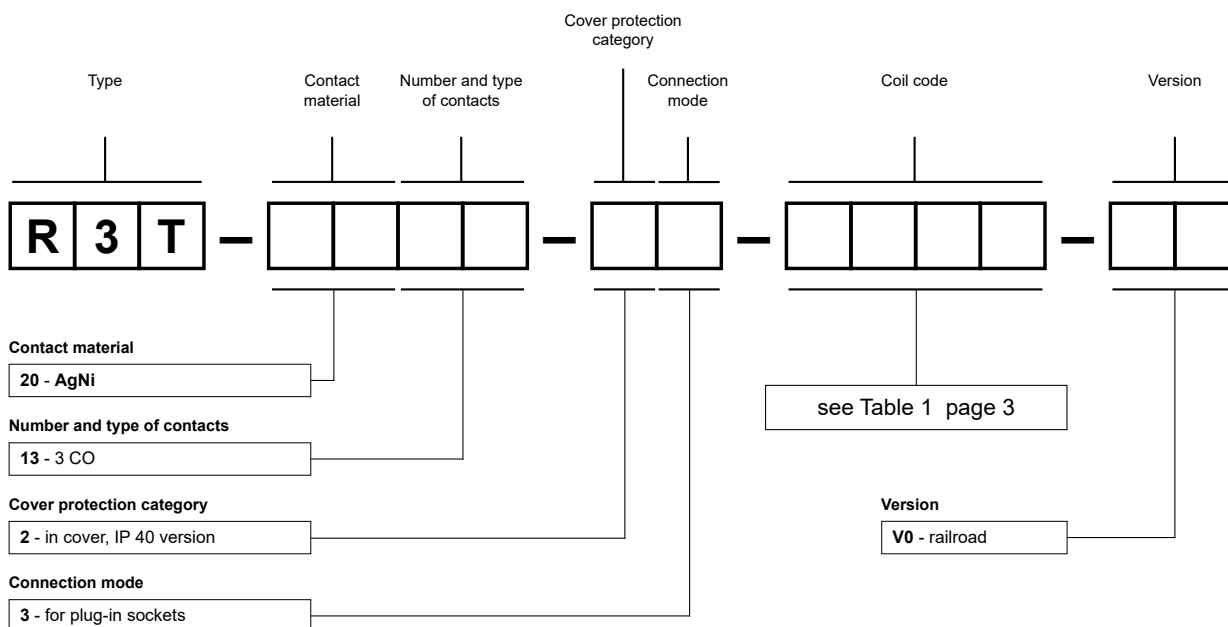 Cover protection
category
Type
Contact
material
Number and type
of contacts
Connection
mode
Coil code
Version
R 3 T – – – –
Contact material
20 - AgNi
see Table 1 page 3
Number and type of contacts
13 - 3 CO
Cover protection category
2 - in cover, IP 40 version
Version
V0 - railroad
Connection mode
3 - for plug-in sockets